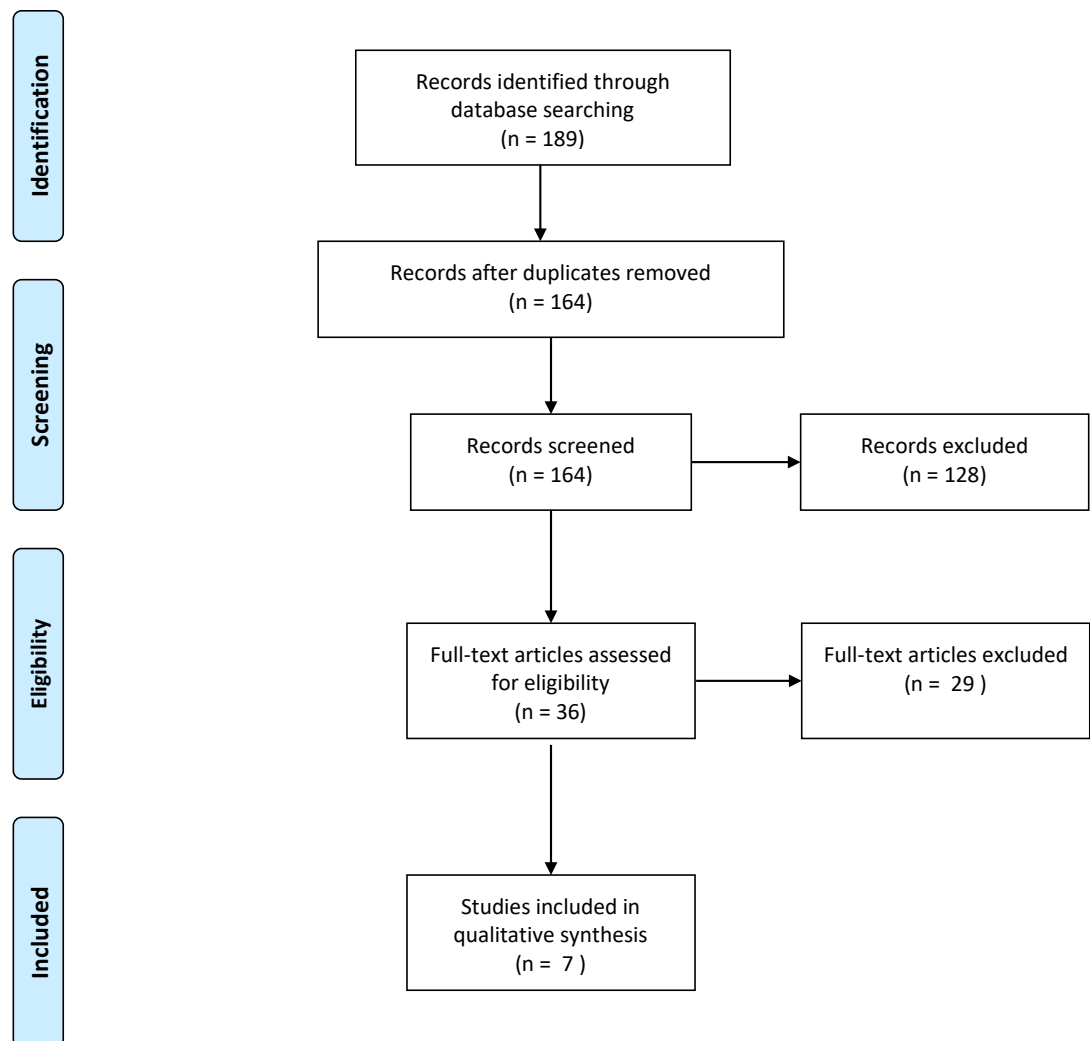 Identification
Records identified through
database searching
(n = 189)
Records after duplicates removed
(n = 164)
Screening
Records screened
(n = 164)
Records excluded
(n = 128)
Eligibility
Full-text articles assessed
for eligibility
(n = 36)
Full-text articles excluded
(n =  29 )
Included
Studies included in
qualitative synthesis
(n =  7 )